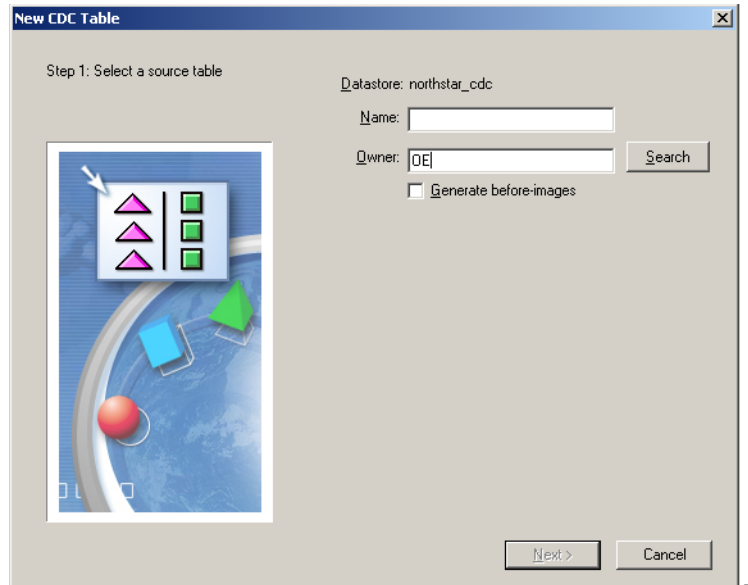 New CDC Table
Step 1: Select a source table
Datastore: northstar_cdc
Name:
Owner: OE Search
Generate before-images
Next > Cancel